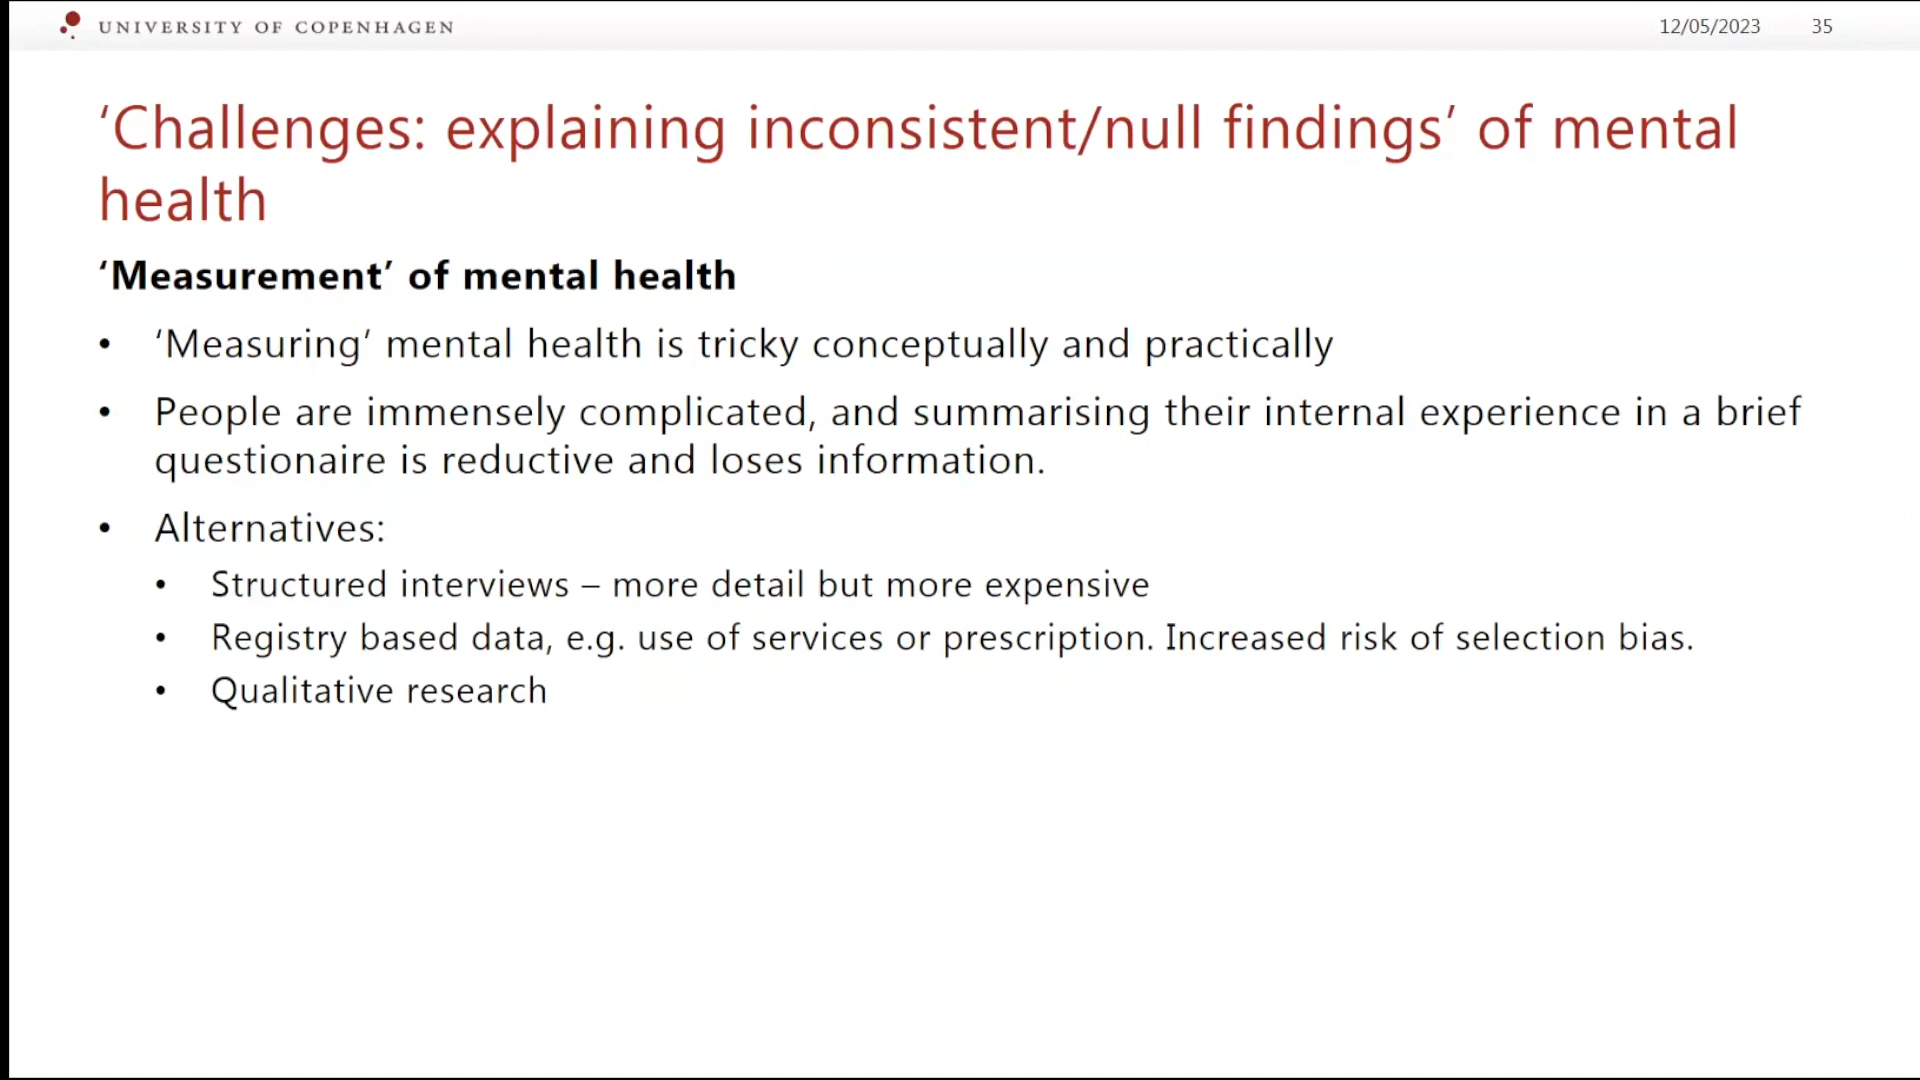 UNIVERSITY OF COPENHAGEN
12/05/2023 35
‘Challenges: explaining inconsistent/null findings’ of mental
health
‘Measurement’ of mental health
• ‘Measuring’ mental health is tricky conceptually and practically
• People are immensely complicated, and summarising their internal experience in a brief
questionaire is reductive and loses information.
• Alternatives:
• Structured interviews – more detail but more expensive
• Registry based data, e.g. use of services or prescription. Increased risk of selection bias.
• Qualitative research